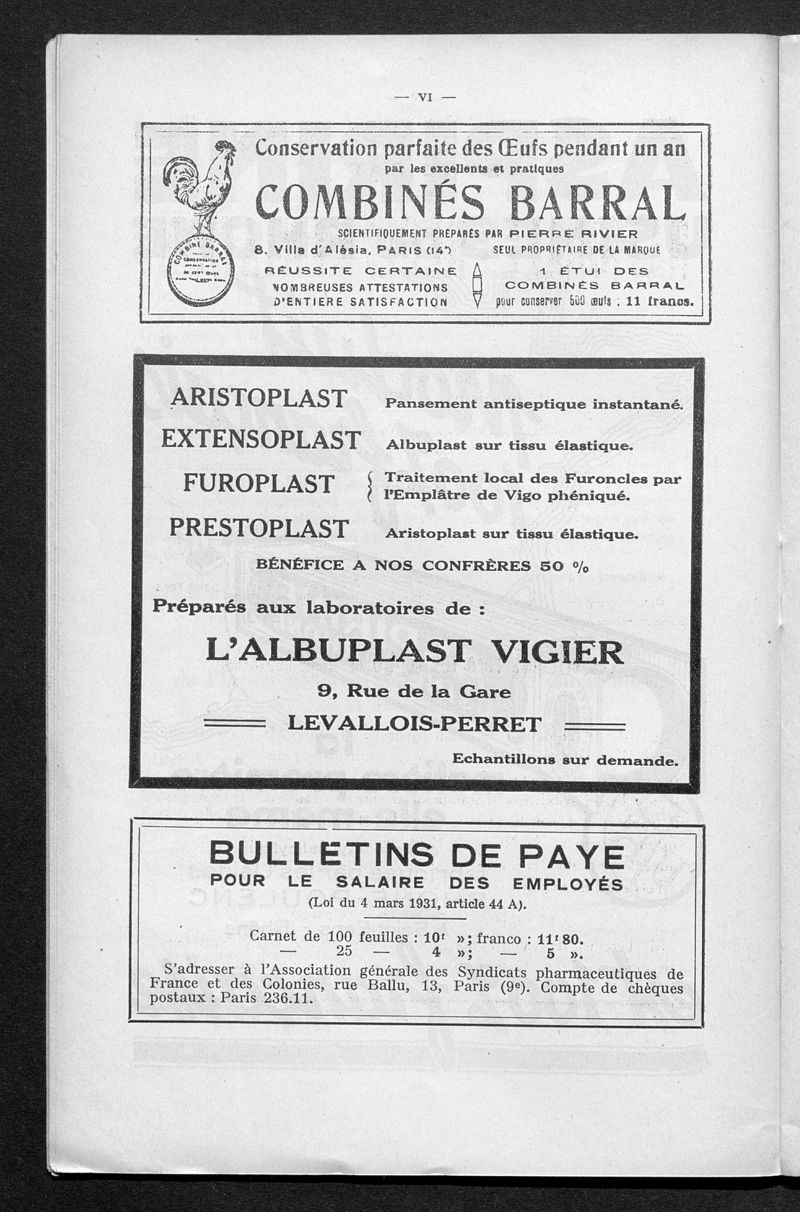 — VI —
Conservation parfaite des Œufs pendant un an
par les excellents et pratiques
COMBINÉS BARRAL
SCIENTIFIQUEMENT PRÉPARÉS PAR PIERRE RIVIER
8. Villa d'Alésia, PARIS (14e) SEUL PROPRIÉTAIRE DE LA MARQUE
RÉUSSITE CERTAINE
NOMBREUSES ATTESTATIONS
D'ENTIERE SATISFACTION
1 ÉTUI DES
COMBINÉS BARRAL
pour conserver 500 œufs : 11 francs.
COMBINÉ BARRAL
CONSERVATION
ARISTOPLAST Pansement antiseptique instantané.
EXTENSOPLAST Albuplast sur tissu élastique.
FUROPLAST { Traitement local des Furoncles par
l'Emplâtre de Vigo phéniqué.
PRESTOPLAST Aristoplast sur tissu élastique.
BÉNÉFICE A NOS CONFRÈRES 50 %
Préparés aux laboratoires de :
L'ALBUPLAST VIGIER
9, Rue de la Gare
LEVALLOIS-PERRET
Echantillons sur demande.
BULLETINS DE PAYE
POUR LE SALAIRE DES EMPLOYÉS
(Loi du 4 mars 1931, article 44 A).
Carnet de 100 feuilles : 10f »; franco : 11f 80.
— 25 — 4 »; — 5 ».
S'adresser à l'Association générale des Syndicats pharmaceutiques de
France et des Colonies, rue Ballu, 13, Paris (9e). Compte de chèques
postaux : Paris 236.11.